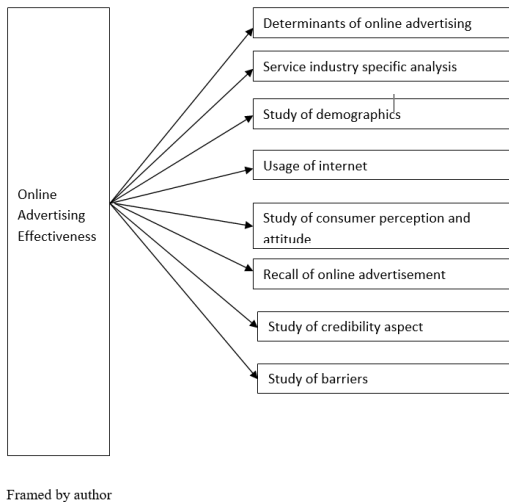 Determinants of online advertising
Service industry specific analysis
Study of demographics
Usage of internet
Online
Advertising
Effectiveness
Study of consumer perception and
attitude
Recall of online advertisement
Study of credibility aspect
Study of barriers
Framed by author